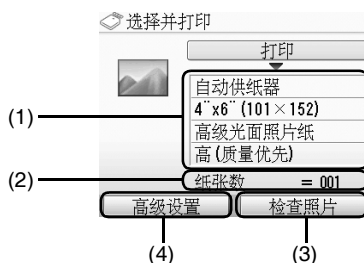 选择并打印
打印
自动供纸器
4¨x6¨ (101×152)
高级光面照片纸
高 (质量优先)
纸张数 = 001
高级设置 检查照片
(1)
(2)
(4) (3)